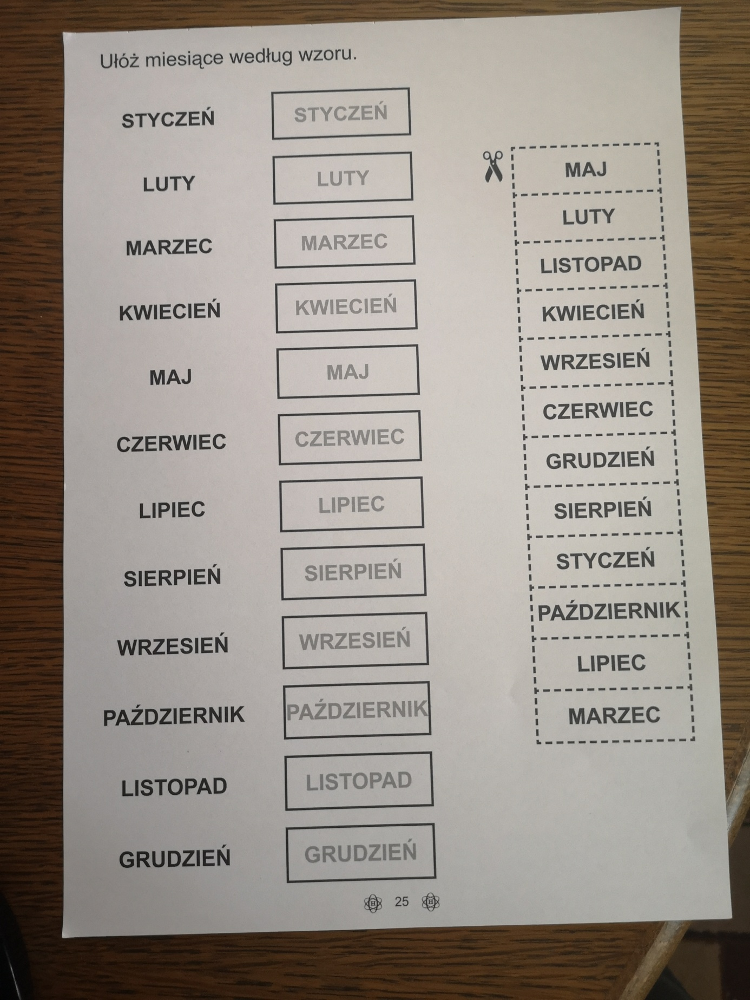 Ułóż miesiące według wzoru.
STYCZEŃ
LUTY
MARZEC
KWIECIEŃ
MAJ
CZERWIEC
LIPIEC
SIERPIEŃ
WRZESIEŃ
PAŹDZIERNIK
LISTOPAD
GRUDZIEŃ
STYCZEŃ
LUTY
MARZEC
KWIECIEŃ
MAJ
CZERWIEC
LIPIEC
SIERPIEŃ
WRZESIEŃ
PAŹDZIERNIK
LISTOPAD
GRUDZIEŃ
MAJ
LUTY
LISTOPAD
KWIECIEŃ
WRZESIEŃ
CZERWIEC
GRUDZIEŃ
SIERPIEŃ
STYCZEŃ
PAŹDZIERNIK
LIPIEC
MARZEC
H 25 H